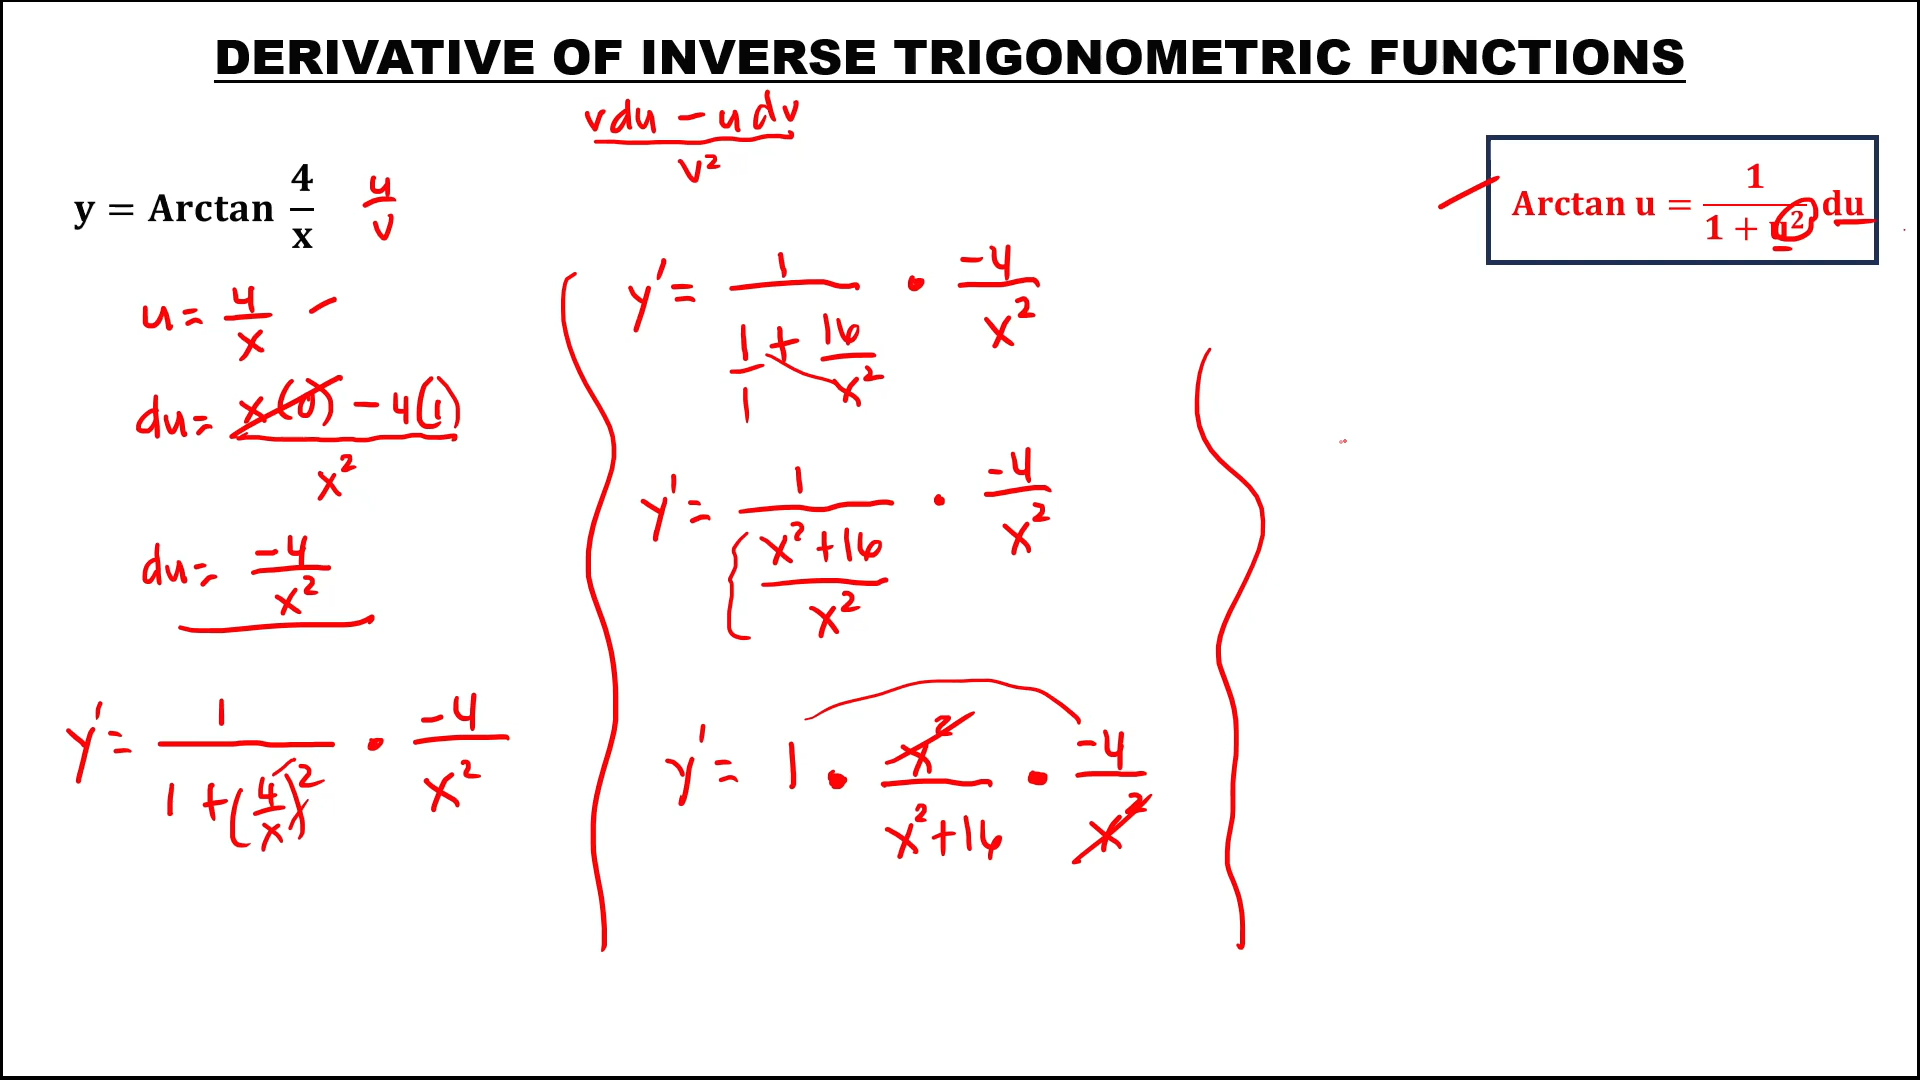 DERIVATIVE OF INVERSE TRIGONOMETRIC FUNCTIONS
vdu - udv
v²
y = Arctan 4/x
u/v
Arctan u = 1/(1 + u²) du
u = 4/x
du = (x(0) - 4(1))/x²
du = -4/x²
y' = 1/(1 + (4/x)²) • -4/x²
y' = 1/(1/1 + 16/x²) • -4/x²
y' = 1/((x²+16)/x²) • -4/x²
y' = 1 • x²/(x²+16) • -4/x²